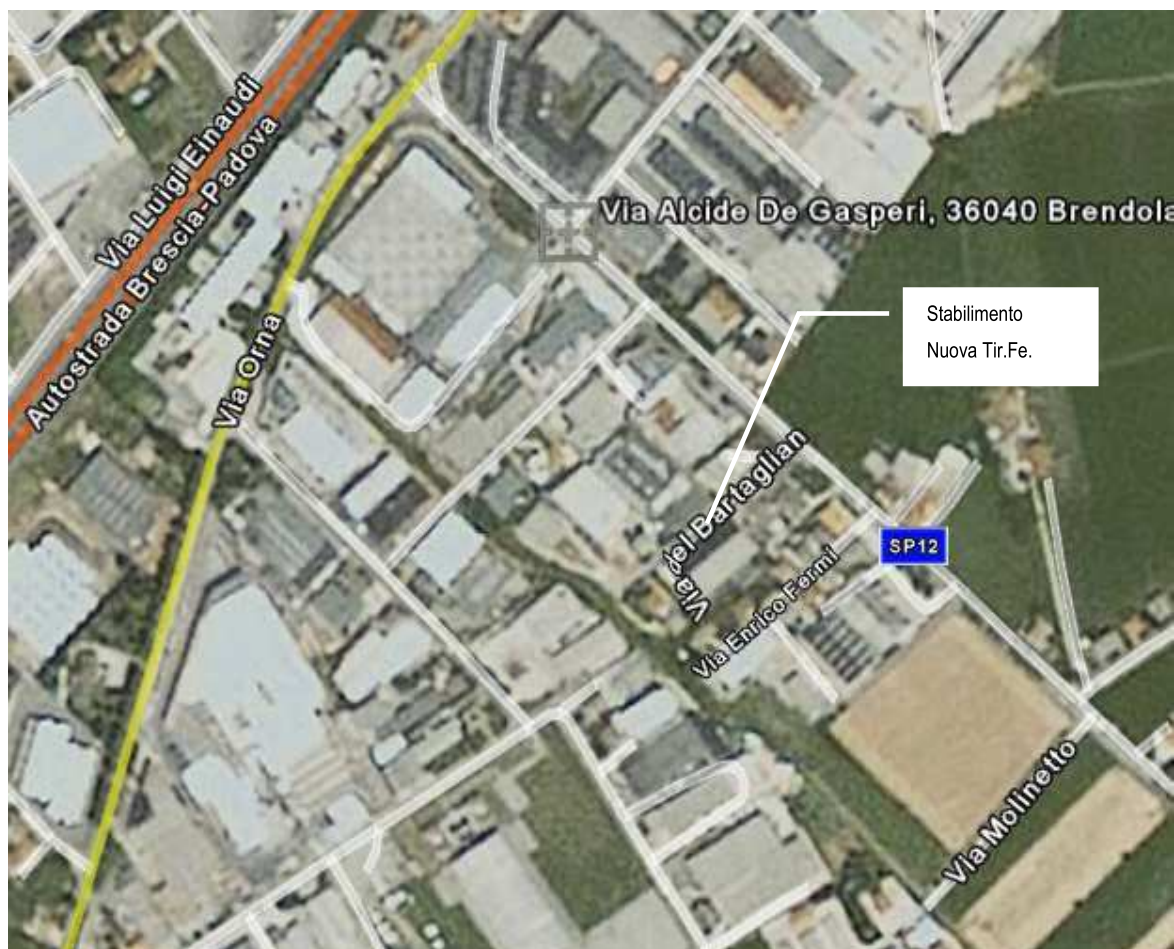 Via Luigi Einaudi
Autostrada Brescia-Padova
Via Orna
Via Alcide De Gasperi, 36040 Brendola
Stabilimento
Nuova Tir.Fe.
Via del Bartaglian
SP12
Via Enrico Fermi
Via Molinetto